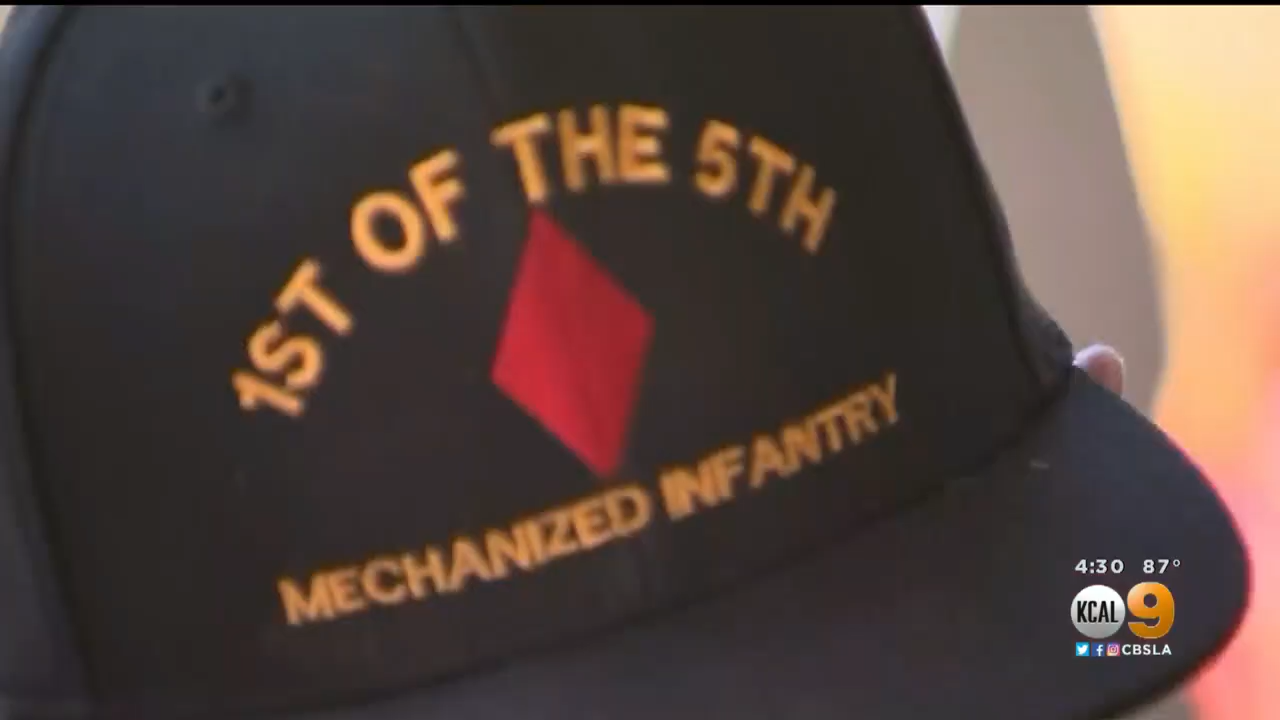 1ST OF THE 5TH
MECHANIZED INFANTRY
4:30 87°
KCAL 9
CBSLA